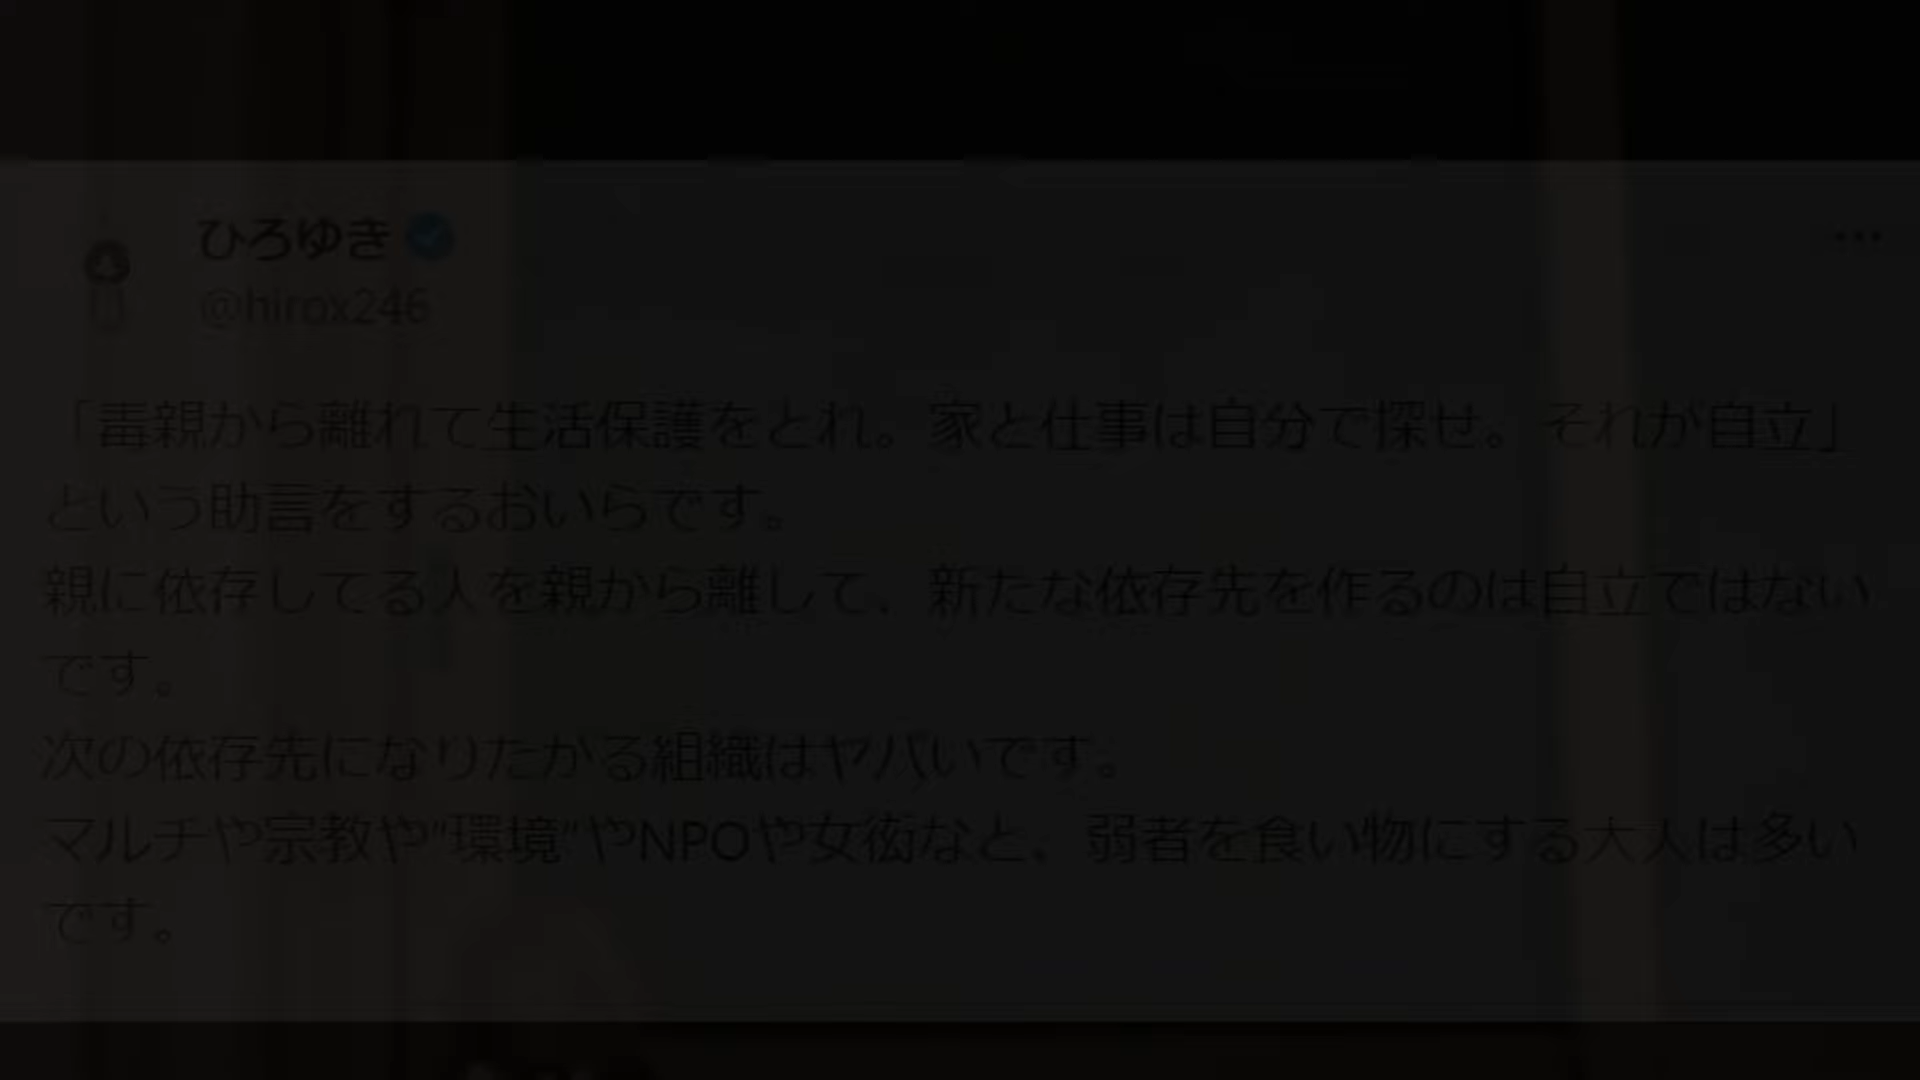 ひろゆき
@hirox246
「毒親から離れて生活保護をとれ。家と仕事は自分で探せ。それが自立」
という助言をするおいらです。
親に依存してる人を親から離して、新たな依存先を作るのは自立ではない
です。
次の依存先になりたがる組織はヤバいです。
マルチや宗教や"環境"やNPOや女衒など、弱者を食い物にする大人は多い
です。